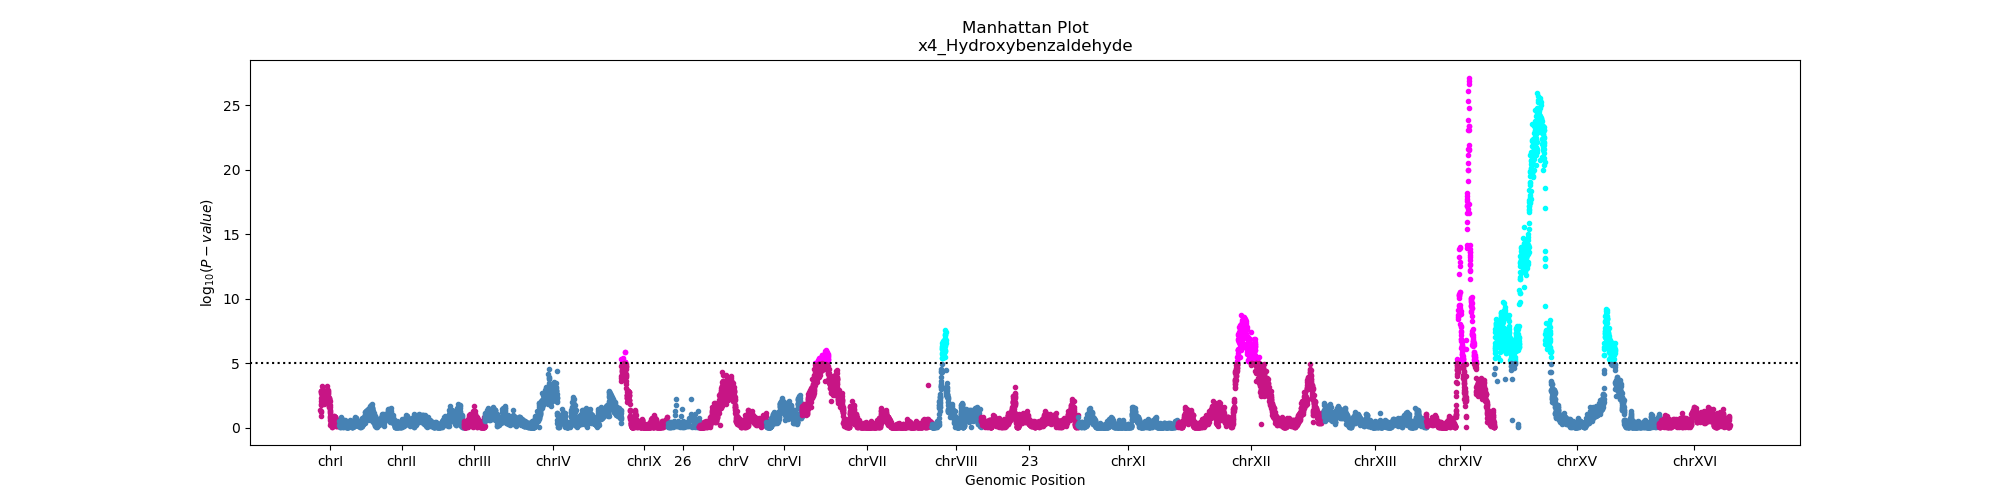 Manhattan Plot
x4_Hydroxybenzaldehyde
25
20
15
10
5
0
log₁₀(P − value)
chrI chrII chrIII chrIV chrIX 26 chrV chrVI chrVII chrVIII 23 chrXI chrXII chrXIII chrXIV chrXV chrXVI
Genomic Position